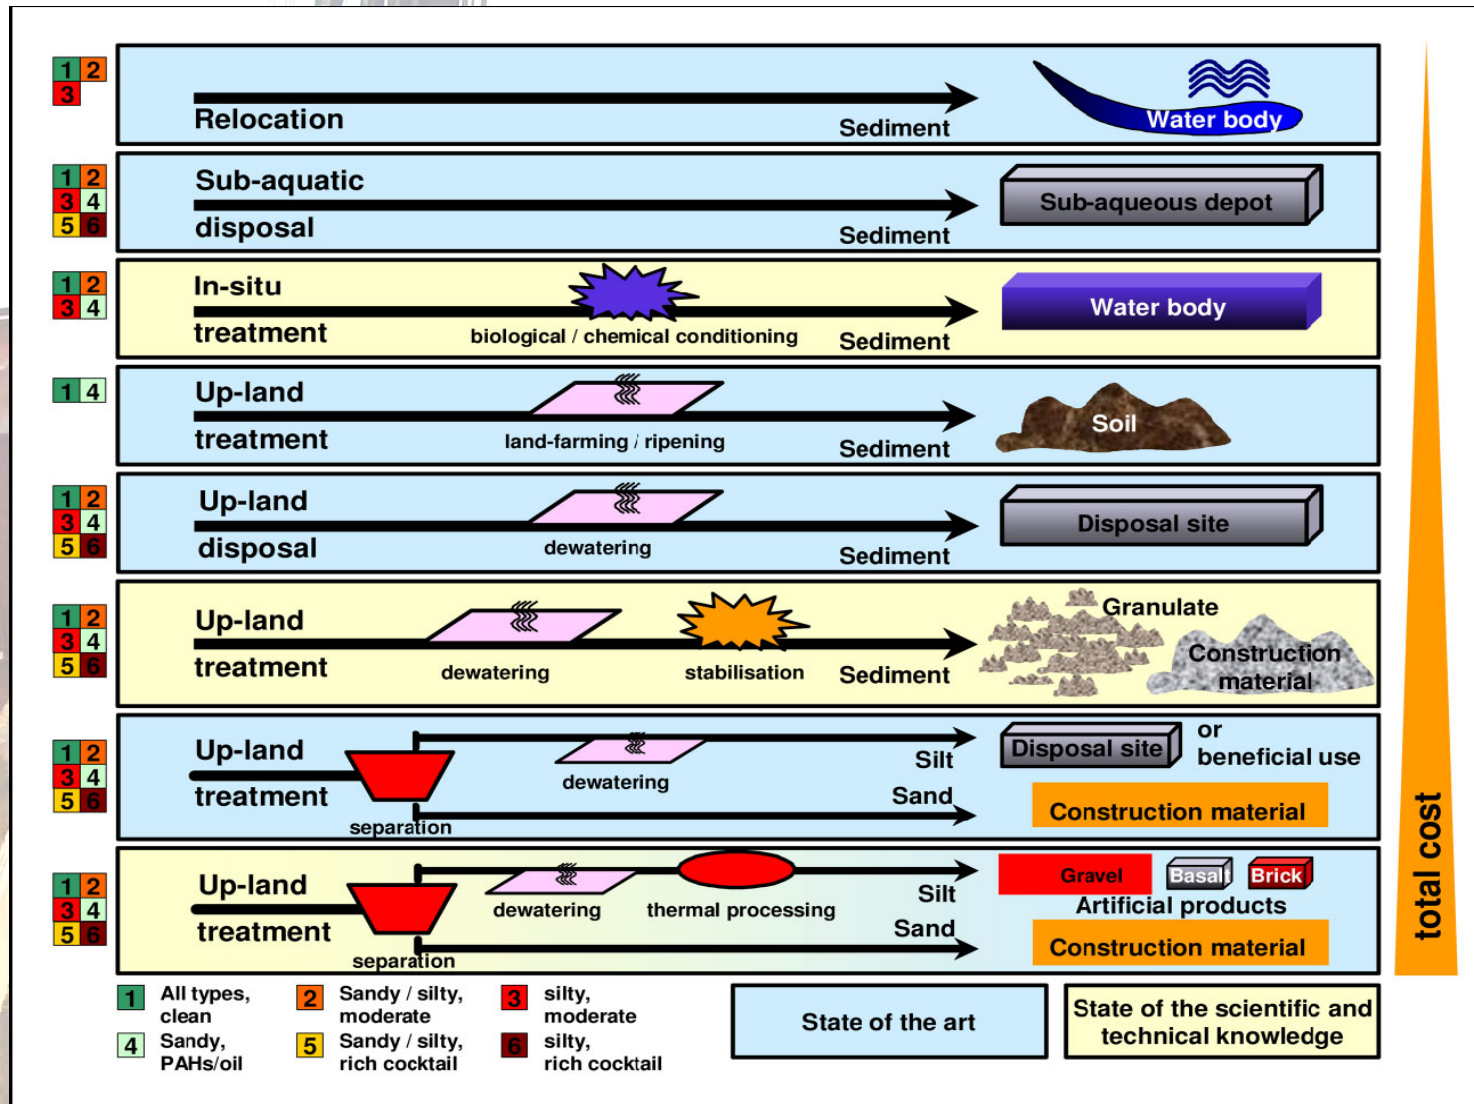 1 2
3
Relocation
Sediment
Water body
1 2
3 4
5 6
Sub-aquatic
disposal
Sediment
Sub-aqueous depot
1 2
3 4
In-situ
treatment
biological / chemical conditioning
Sediment
Water body
1 4
Up-land
treatment
land-farming / ripening
Sediment
Soil
1 2
3 4
5 6
Up-land
disposal
dewatering
Sediment
Disposal site
1 2
3 4
5 6
Up-land
treatment
dewatering
stabilisation
Sediment
Granulate
Construction
material
1 2
3 4
5 6
Up-land
treatment
separation
dewatering
Silt
Sand
Disposal site
or
beneficial use
Construction material
1 2
3 4
5 6
Up-land
treatment
separation
dewatering
thermal processing
Silt
Sand
Gravel
Basalt
Brick
Artificial products
Construction material
total cost
1 All types,
clean
2 Sandy / silty,
moderate
3 silty,
moderate
4 Sandy,
PAHs/oil
5 Sandy / silty,
rich cocktail
6 silty,
rich cocktail
State of the art
State of the scientific and
technical knowledge